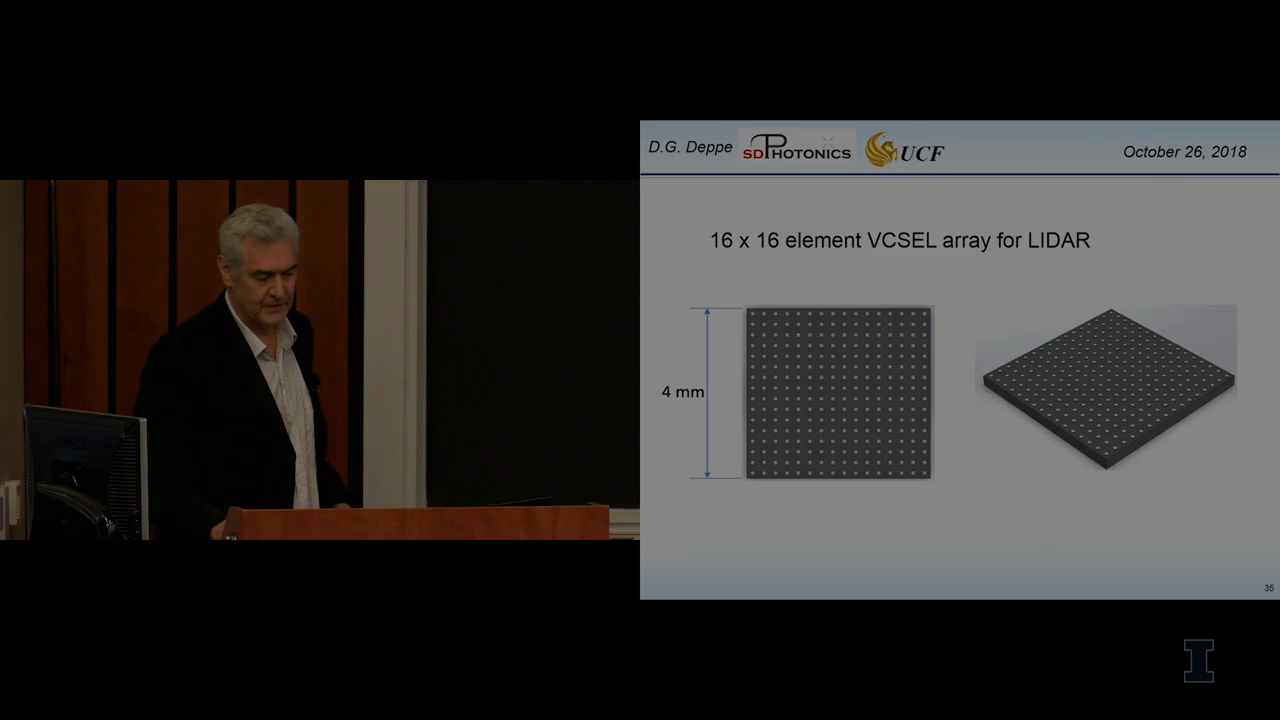 D.G. Deppe
SDPHOTONICS
UCF
October 26, 2018
16 x 16 element VCSEL array for LIDAR
4 mm
35
I